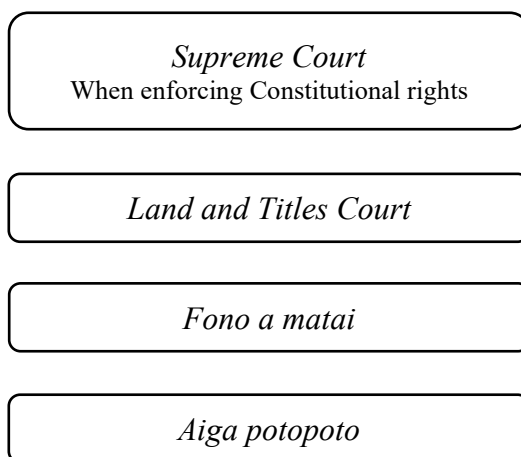 Supreme Court
When enforcing Constitutional rights
Land and Titles Court
Fono a matai
Aiga potopoto